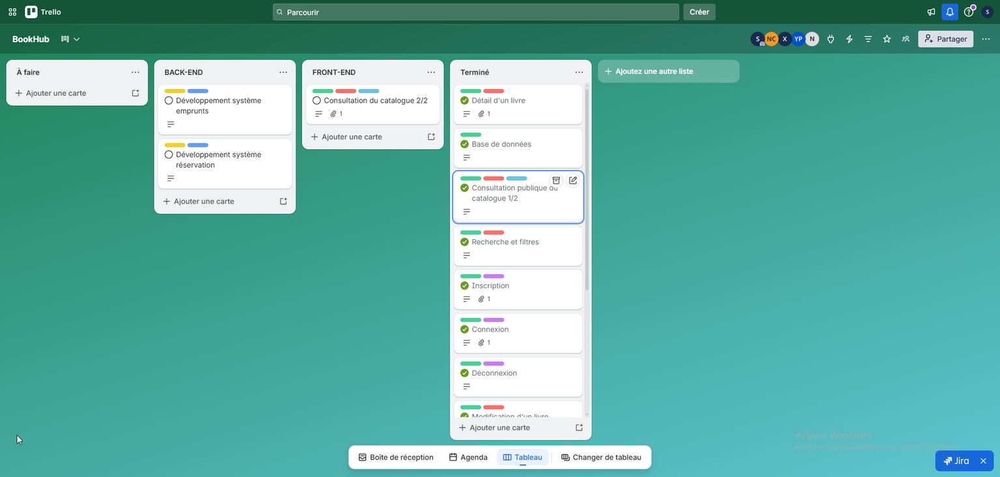 Trello
Parcourir
Créer
S
BookHub
S
NC
X
YP
N
Partager
À faire
Ajouter une carte
BACK-END
Développement système
emprunts
Développement système
réservation
Ajouter une carte
FRONT-END
Consultation du catalogue 2/2
1
Ajouter une carte
Terminé
Détail d'un livre
1
Base de données
Consultation publique du
catalogue 1/2
Recherche et filtres
Inscription
1
Connexion
1
Déconnexion
Modification d'un livre
Ajouter une carte
Ajoutez une autre liste
Activer Windows
Boîte de réception
Agenda
Tableau
Changer de tableau
Jira